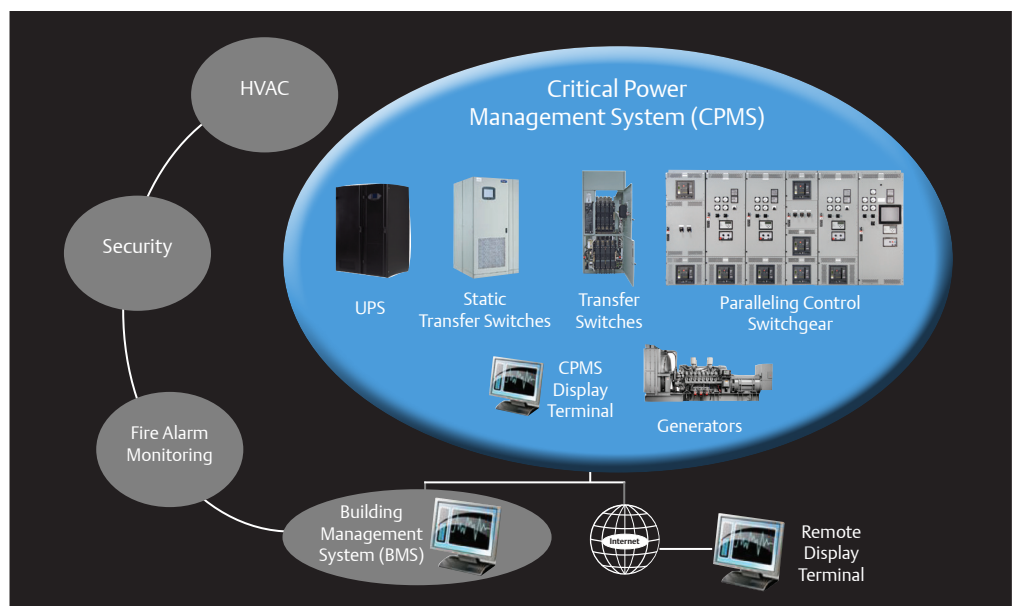 HVAC
Critical Power
Management System (CPMS)
Security
UPS
Static
Transfer Switches
Transfer
Switches
Paralleling Control
Switchgear
CPMS
Display
Terminal
Generators
Fire Alarm
Monitoring
Building
Management
System (BMS)
Internet
Remote
Display
Terminal